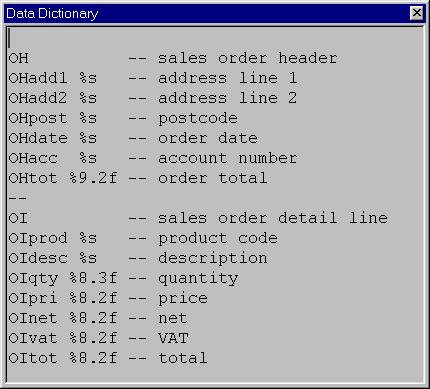 Data Dictionary
OH          -- sales order header
OHadd1 %s   -- address line 1
OHadd2 %s   -- address line 2
OHpost %s   -- postcode
OHdate %s   -- order date
OHacc  %s   -- account number
OHtot %9.2f -- order total
--
OI          -- sales order detail line
OIprod %s   -- product code
OIdesc %s   -- description
OIqty %8.3f -- quantity
OIpri %8.2f -- price
OInet %8.2f -- net
OIvat %8.2f -- VAT
OItot %8.2f -- total